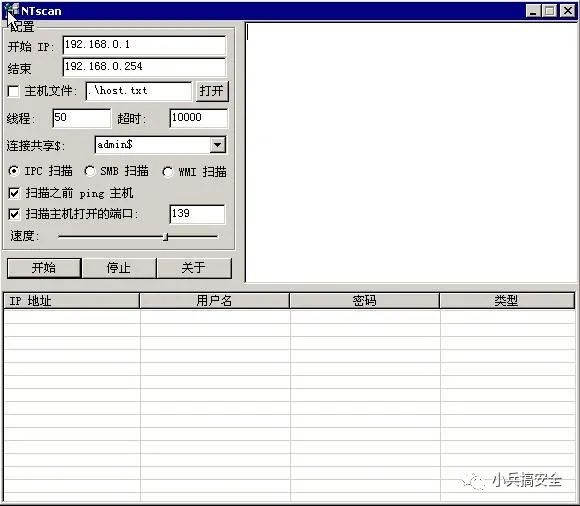 NTscan
配置
开始 IP: 192.168.0.1
结束 192.168.0.254
主机文件: .\host.txt 打开
线程: 50 超时: 10000
连接共享$: admin$
IPC 扫描 SMB 扫描 WMI 扫描
扫描之前 ping 主机
扫描主机打开的端口: 139
速度:
开始 停止 关于
IP 地址 用户名 密码 类型
小兵搞安全